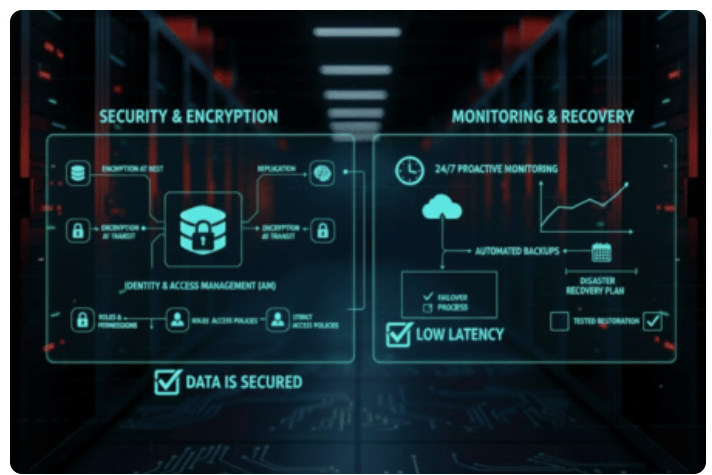 SECURITY & ENCRYPTION
ENCRYPTION AT REST
REPLICATION
ENCRYPTION
AT TRANSIT
ENCRYPTION
AT TRANSIT
IDENTITY & ACCESS MANAGEMENT (AM)
ROLES &
PERMISSIONS
ROLES ACCESS POLICIES
STRICT
ACCESS POLICIES
DATA IS SECURED
MONITORING & RECOVERY
24/7 PROACTIVE MONITORING
AUTOMATED BACKUPS
DISASTER
RECOVERY PLAN
FAILOVER
PROCESS
TESTED RESTORATION
LOW LATENCY